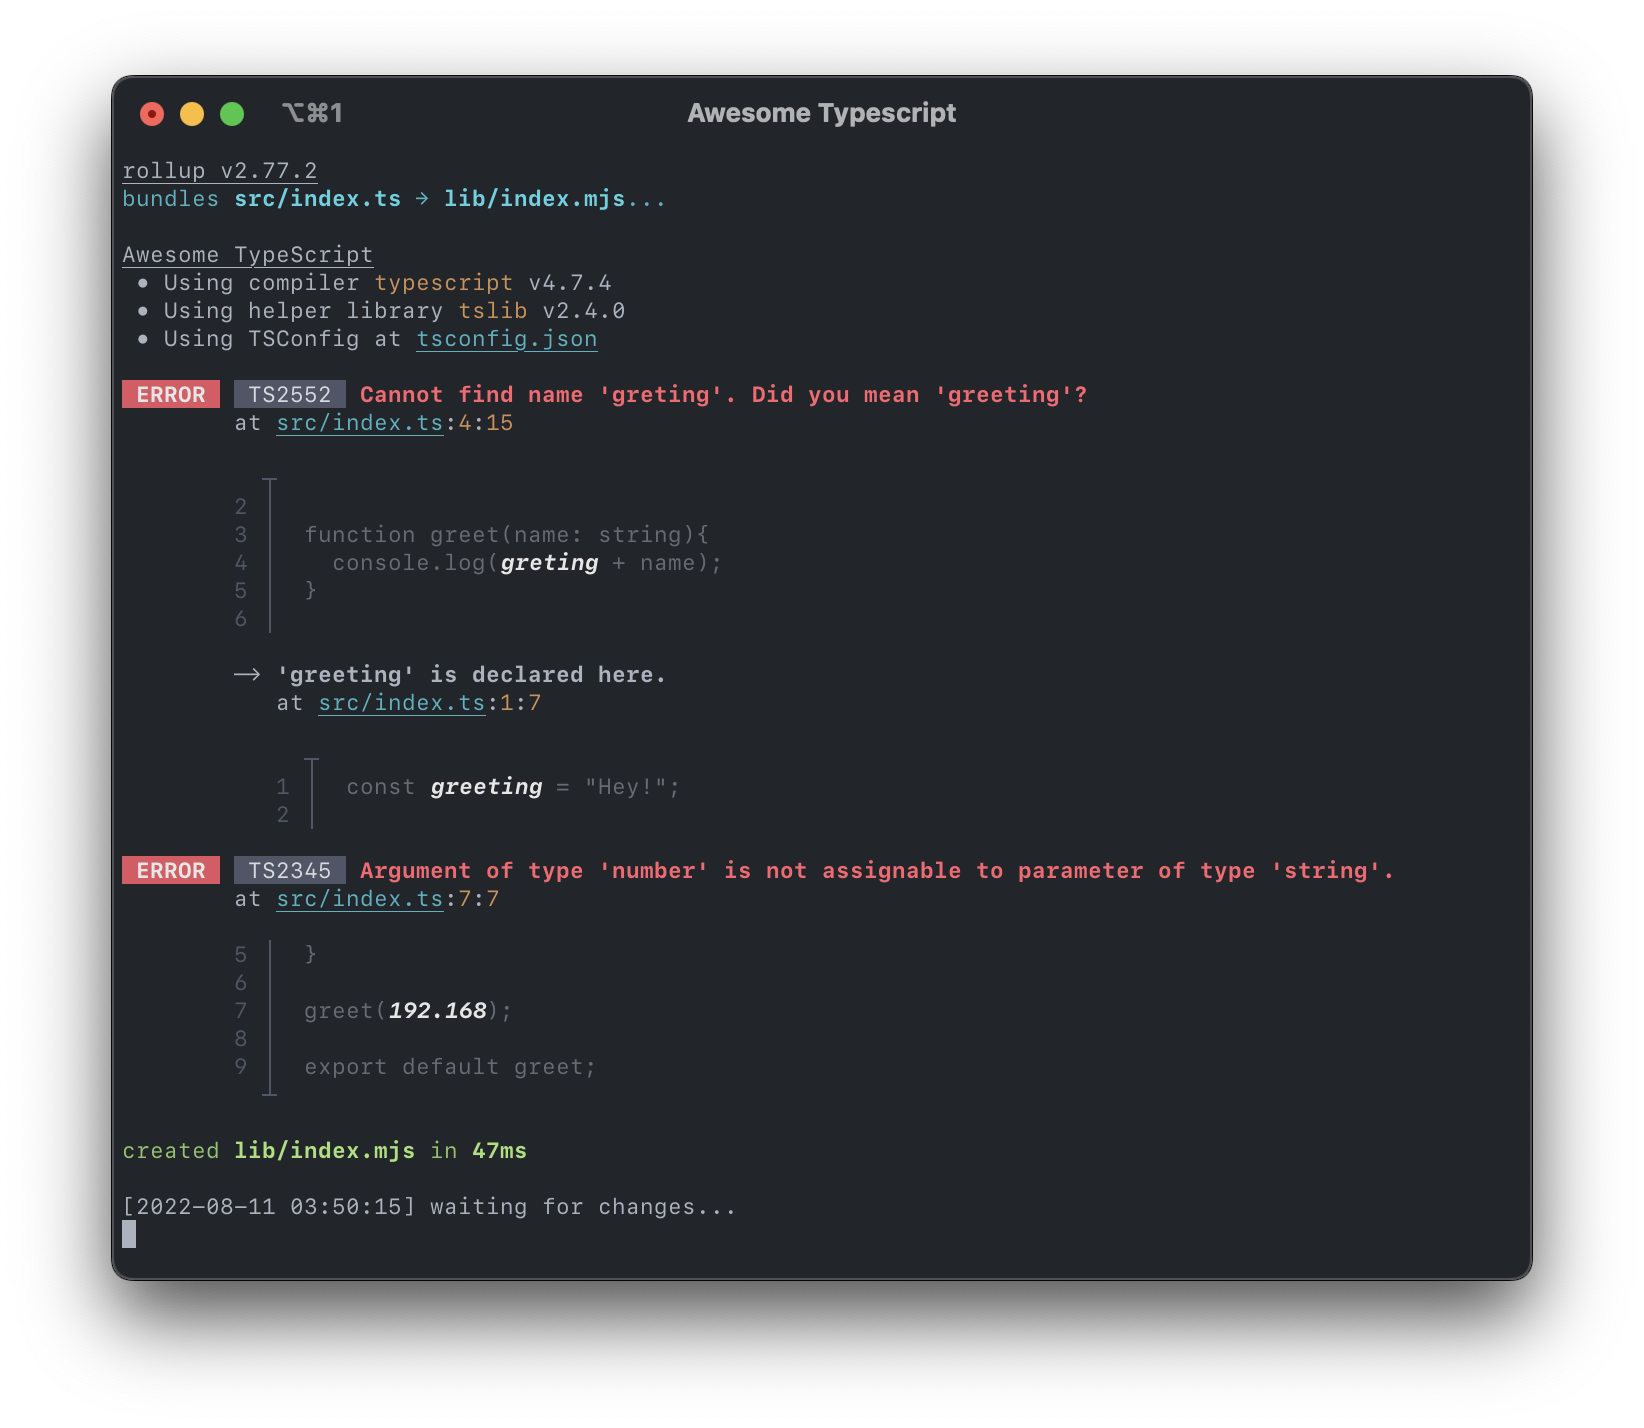 ⌥⌘1 Awesome Typescript
rollup v2.77.2
bundles src/index.ts → lib/index.mjs...
Awesome TypeScript
● Using compiler typescript v4.7.4
● Using helper library tslib v2.4.0
● Using TSConfig at tsconfig.json
ERROR TS2552 Cannot find name 'greting'. Did you mean 'greeting'?
at src/index.ts:4:15
2
3 function greet(name: string){
4 console.log(greting + name);
5 }
6
⟶ 'greeting' is declared here.
at src/index.ts:1:7
1 const greeting = "Hey!";
2
ERROR TS2345 Argument of type 'number' is not assignable to parameter of type 'string'.
at src/index.ts:7:7
5 }
6
7 greet(192.168);
8
9 export default greet;
created lib/index.mjs in 47ms
[2022-08-11 03:50:15] waiting for changes...